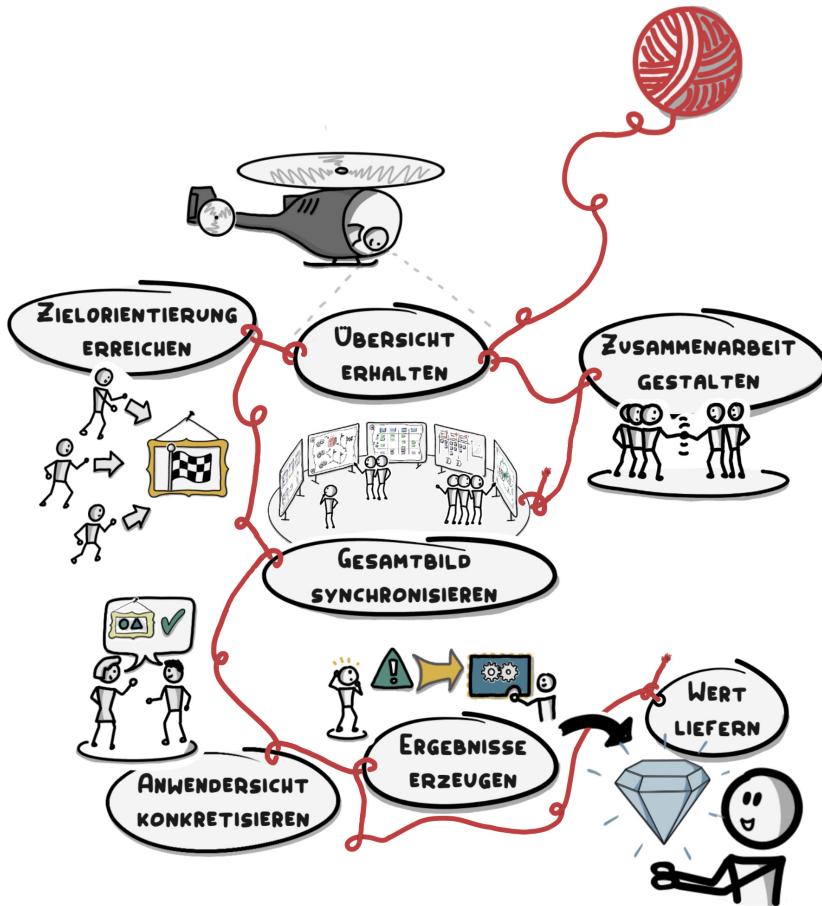 ZIELORIENTIERUNG
ERREICHEN
ÜBERSICHT
ERHALTEN
ZUSAMMENARBEIT
GESTALTEN
GESAMTBILD
SYNCHRONISIEREN
ANWENDERSICHT
KONKRETISIEREN
!
ERGEBNISSE
ERZEUGEN
WERT
LIEFERN